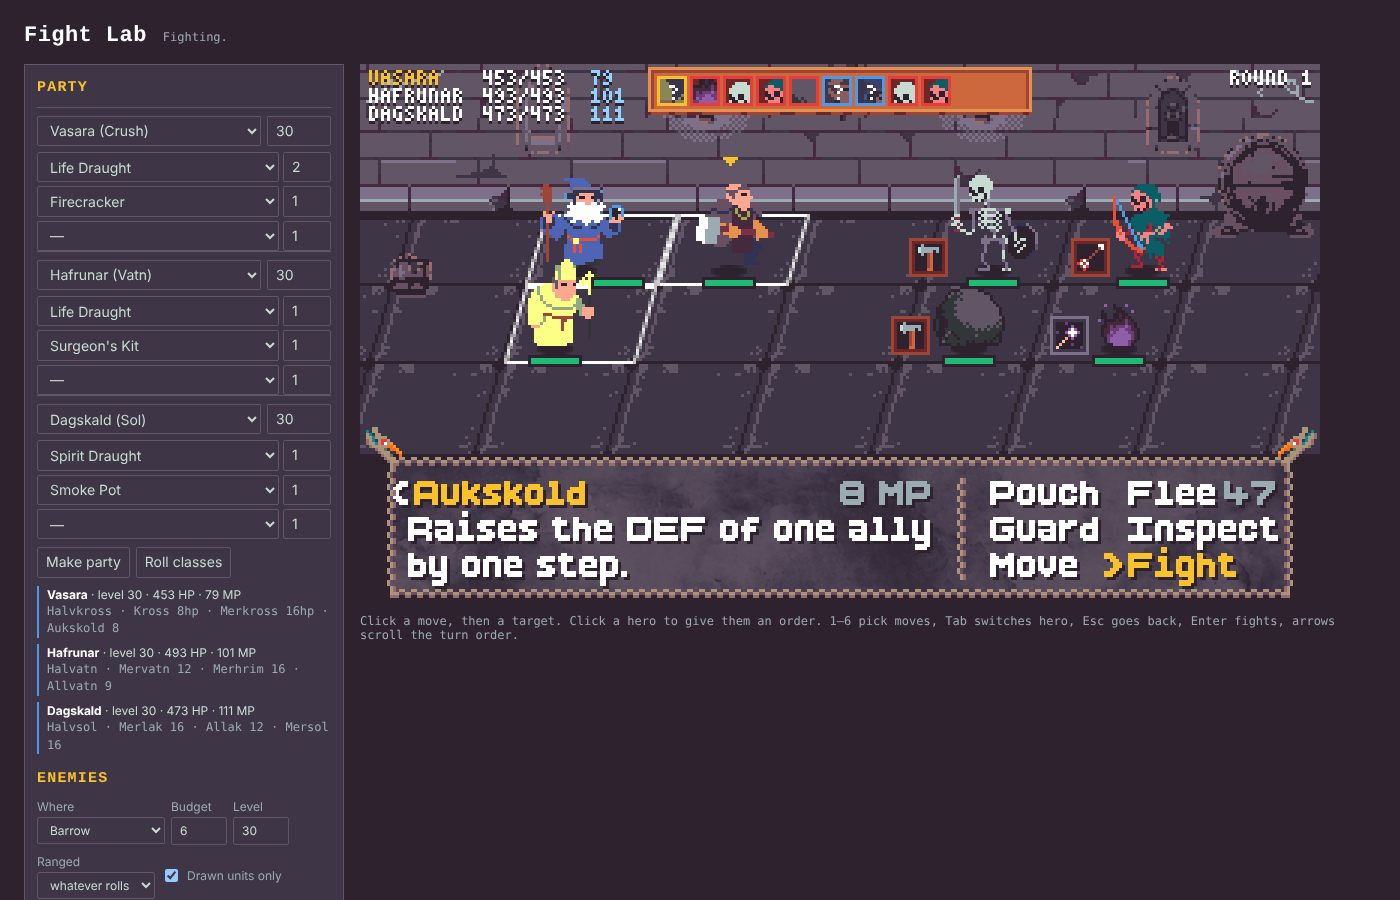 Fight Lab Fighting.
PARTY
Vasara (Crush) 30
Life Draught 2
Firecracker 1
— 1
Hafrunar (Vatn) 30
Life Draught 1
Surgeon's Kit 1
— 1
Dagskald (Sol) 30
Spirit Draught 1
Smoke Pot 1
— 1
Make party Roll classes
Vasara · level 30 · 453 HP · 79 MP
Halvkross · Kross 8hp · Merkross 16hp ·
Aukskold 8
Hafrunar · level 30 · 493 HP · 101 MP
Halvatn · Mervatn 12 · Merhrim 16 ·
Allvatn 9
Dagskald · level 30 · 473 HP · 111 MP
Halvsol · Merlak 16 · Allak 12 · Mersol
16
ENEMIES
Where Budget Level
Barrow 6 30
Ranged
whatever rolls Drawn units only
VASARA 453/453 79
HAFRUNAR 493/493 101
DAGSKALD 473/473 111
? ? ?
ROUND 1
Aukskold 8 MP
Raises the DEF of one ally
by one step.
Pouch Flee 47
Guard Inspect
Move >Fight
Click a move, then a target. Click a hero to give them an order. 1–6 pick moves, Tab switches hero, Esc goes back, Enter fights, arrows
scroll the turn order.